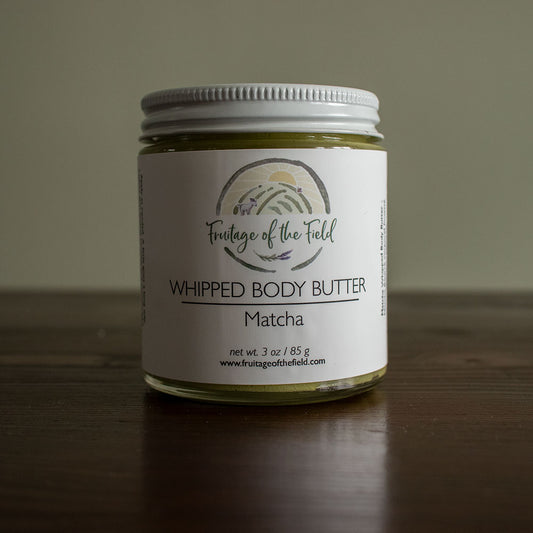 Fruitage of the Field
WHIPPED BODY BUTTER
Matcha
net wt. 3 oz / 85 g
www.fruitageofthefield.com